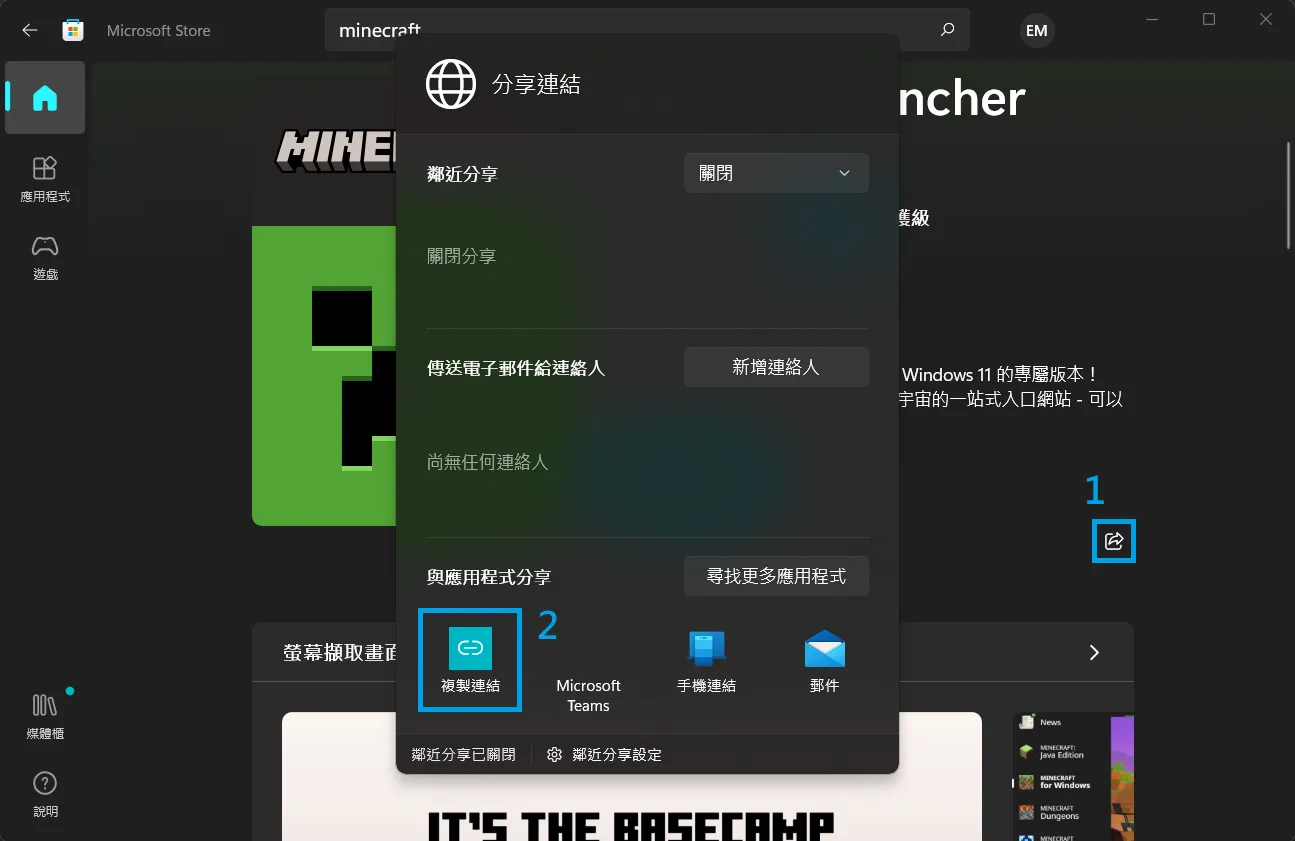 Microsoft Store
minecraft
EM
分享連結
ncher
MINE
鄰近分享
關閉
應用程式
護級
關閉分享
遊戲
傳送電子郵件給連絡人
新增連絡人
Windows 11 的專屬版本！
宇宙的一站式入口網站 - 可以
尚無任何連絡人
1
與應用程式分享
尋找更多應用程式
2
螢幕擷取畫面
複製連結
Microsoft
Teams
手機連結
郵件
媒體櫃
News
鄰近分享已關閉
鄰近分享設定
MINECRAFT:
Java Edition
MINECRAFT
for Windows
說明
MINECRAFT
Dungeons
IT'S THE BASECAMP
MINECRAFT